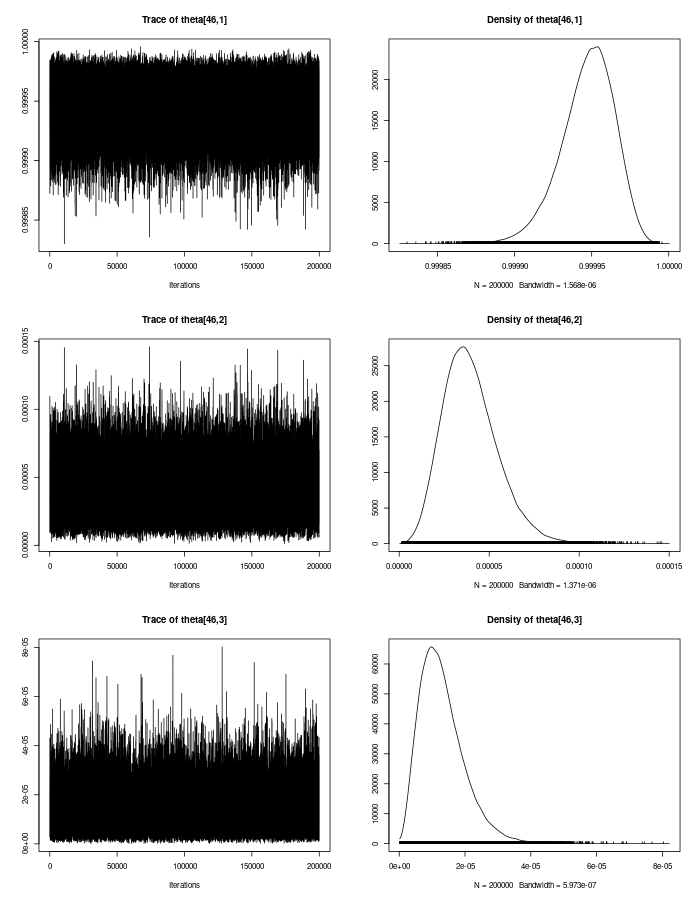 Trace of theta[46,1]
0.99985 0.99990 0.99995 1.00000
0 50000 100000 150000 200000
Iterations
Density of theta[46,1]
0 5000 10000 15000 20000
0.99985 0.99990 0.99995 1.00000
N = 200000 Bandwidth = 1.568e-06
Trace of theta[46,2]
0.00000 0.00005 0.00010 0.00015
0 50000 100000 150000 200000
Iterations
Density of theta[46,2]
0 5000 10000 15000 20000 25000
0.00000 0.00005 0.00010 0.00015
N = 200000 Bandwidth = 1.371e-06
Trace of theta[46,3]
0e+00 2e-05 4e-05 6e-05 8e-05
0 50000 100000 150000 200000
Iterations
Density of theta[46,3]
0 10000 20000 30000 40000 50000 60000
0e+00 2e-05 4e-05 6e-05 8e-05
N = 200000 Bandwidth = 5.973e-07